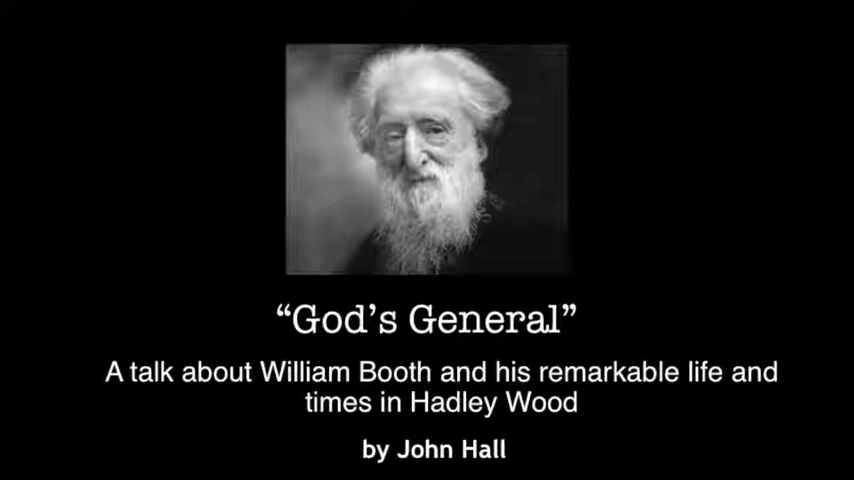 “God’s General”
A talk about William Booth and his remarkable life and
times in Hadley Wood
by John Hall